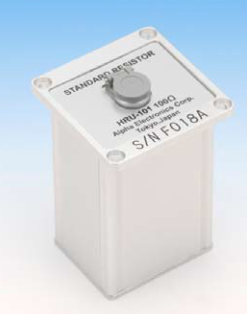 STANDARD RESISTOR
HRU-101 100Ω
Alpha Electronics Corp.
Tokyo,Japan
S/N F018A